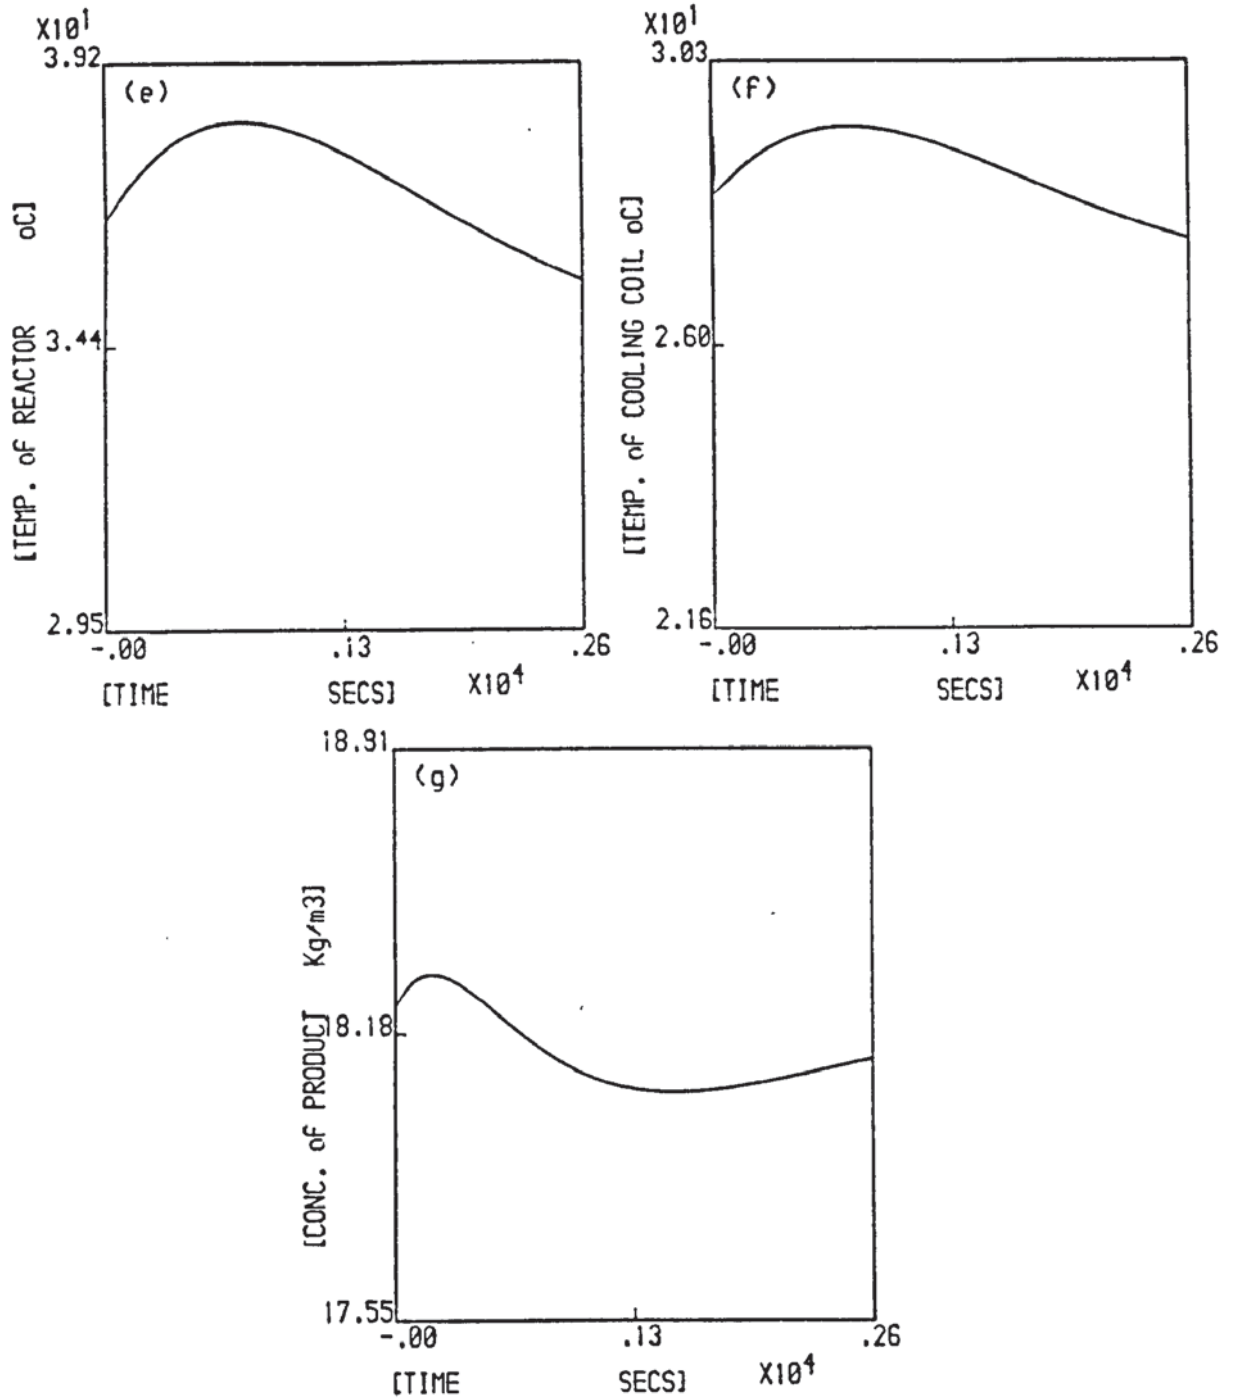 X10¹
3.92
(e)
[TEMP. of REACTOR oC]
3.44
2.95
-.00 .13 .26
[TIME SECS] X10⁴
X10¹
3.03
(f)
[TEMP. of COOLING COIL oC]
2.60
2.16
-.00 .13 .26
[TIME SECS] X10⁴
18.91
(g)
[CONC. of PRODUCT Kg/m3]
18.18
17.55
-.00 .13 .26
[TIME SECS] X10⁴